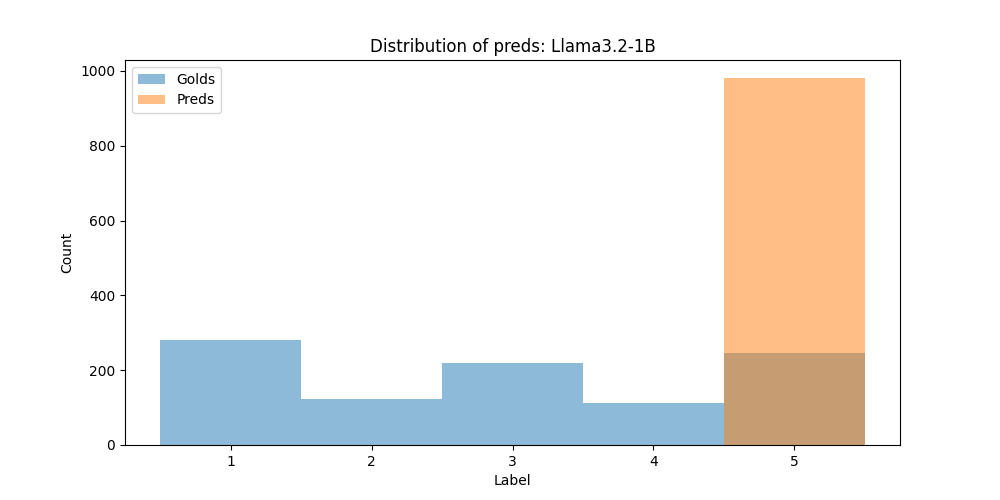 Distribution of preds: Llama3.2-1B
Golds
Preds
1000
800
600
400
200
0
Count
1 2 3 4 5
Label